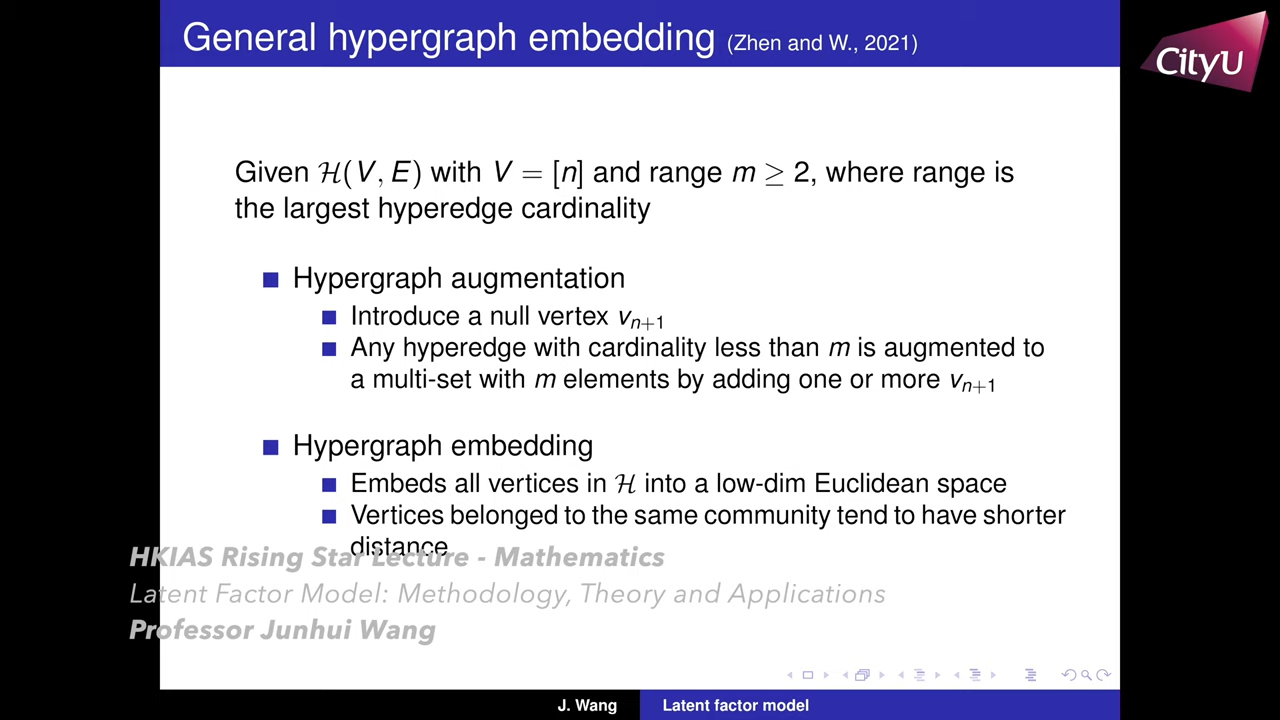 General hypergraph embedding (Zhen and W., 2021)
CityU
Given ℋ(V, E) with V = [n] and range m ≥ 2, where range is
the largest hyperedge cardinality
Hypergraph augmentation
Introduce a null vertex vₙ₊₁
Any hyperedge with cardinality less than m is augmented to
a multi-set with m elements by adding one or more vₙ₊₁
Hypergraph embedding
Embeds all vertices in ℋ into a low-dim Euclidean space
Vertices belonged to the same community tend to have shorter
distance
HKIAS Rising Star Lecture - Mathematics
Latent Factor Model: Methodology, Theory and Applications
Professor Junhui Wang
J. Wang
Latent factor model